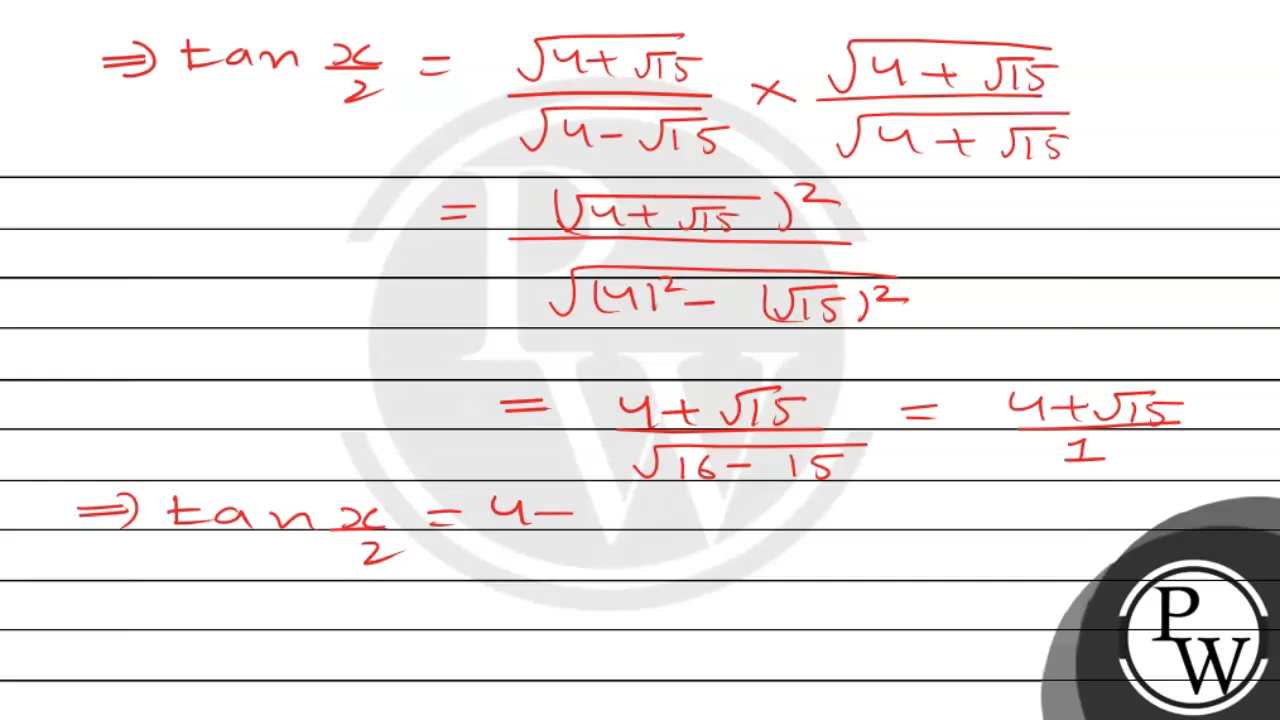 ⇒ tan x/2 = √(4+√15)/√(4-√15) × √(4+√15)/√(4+√15)
= (√(4+√15))²/√((4)²-(√15)²)
= (4+√15)/√(16-15) = (4+√15)/1
⇒ tan x/2 = 4-
PW
PW